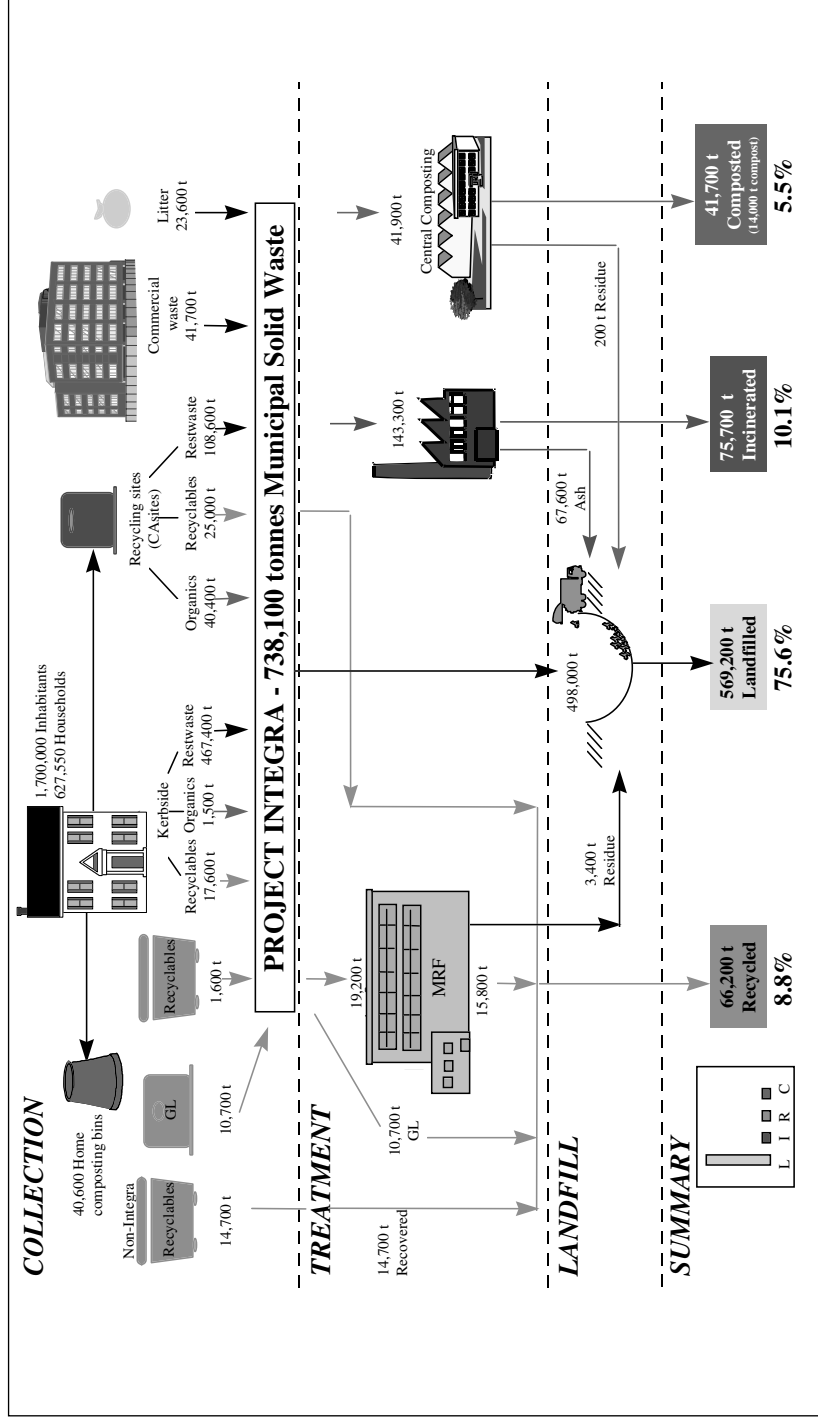 COLLECTION
1,700,000 Inhabitants
627,550 Households
40,600 Home
composting bins
Non-Integra
Recyclables
14,700 t
GL
10,700 t
Recyclables
1,600 t
Kerbside
Recyclables
17,600 t
Organics
1,500 t
Restwaste
467,400 t
Recycling sites
(CAsites)
Organics
40,400 t
Recyclables
25,000 t
Restwaste
108,600 t
Commercial
waste
41,700 t
Litter
23,600 t
PROJECT INTEGRA - 738,100 tonnes Municipal Solid Waste
TREATMENT
14,700 t
Recovered
10,700 t
GL
19,200 t
MRF
15,800 t
143,300 t
41,900 t
Central Composting
LANDFILL
3,400 t
Residue
498,000 t
67,600 t
Ash
200 t Residue
SUMMARY
L I R C
66,200 t
Recycled
8.8%
569,200 t
Landfilled
75.6%
75,700 t
Incinerated
10.1%
41,700 t
Composted
(14,000 t compost)
5.5%